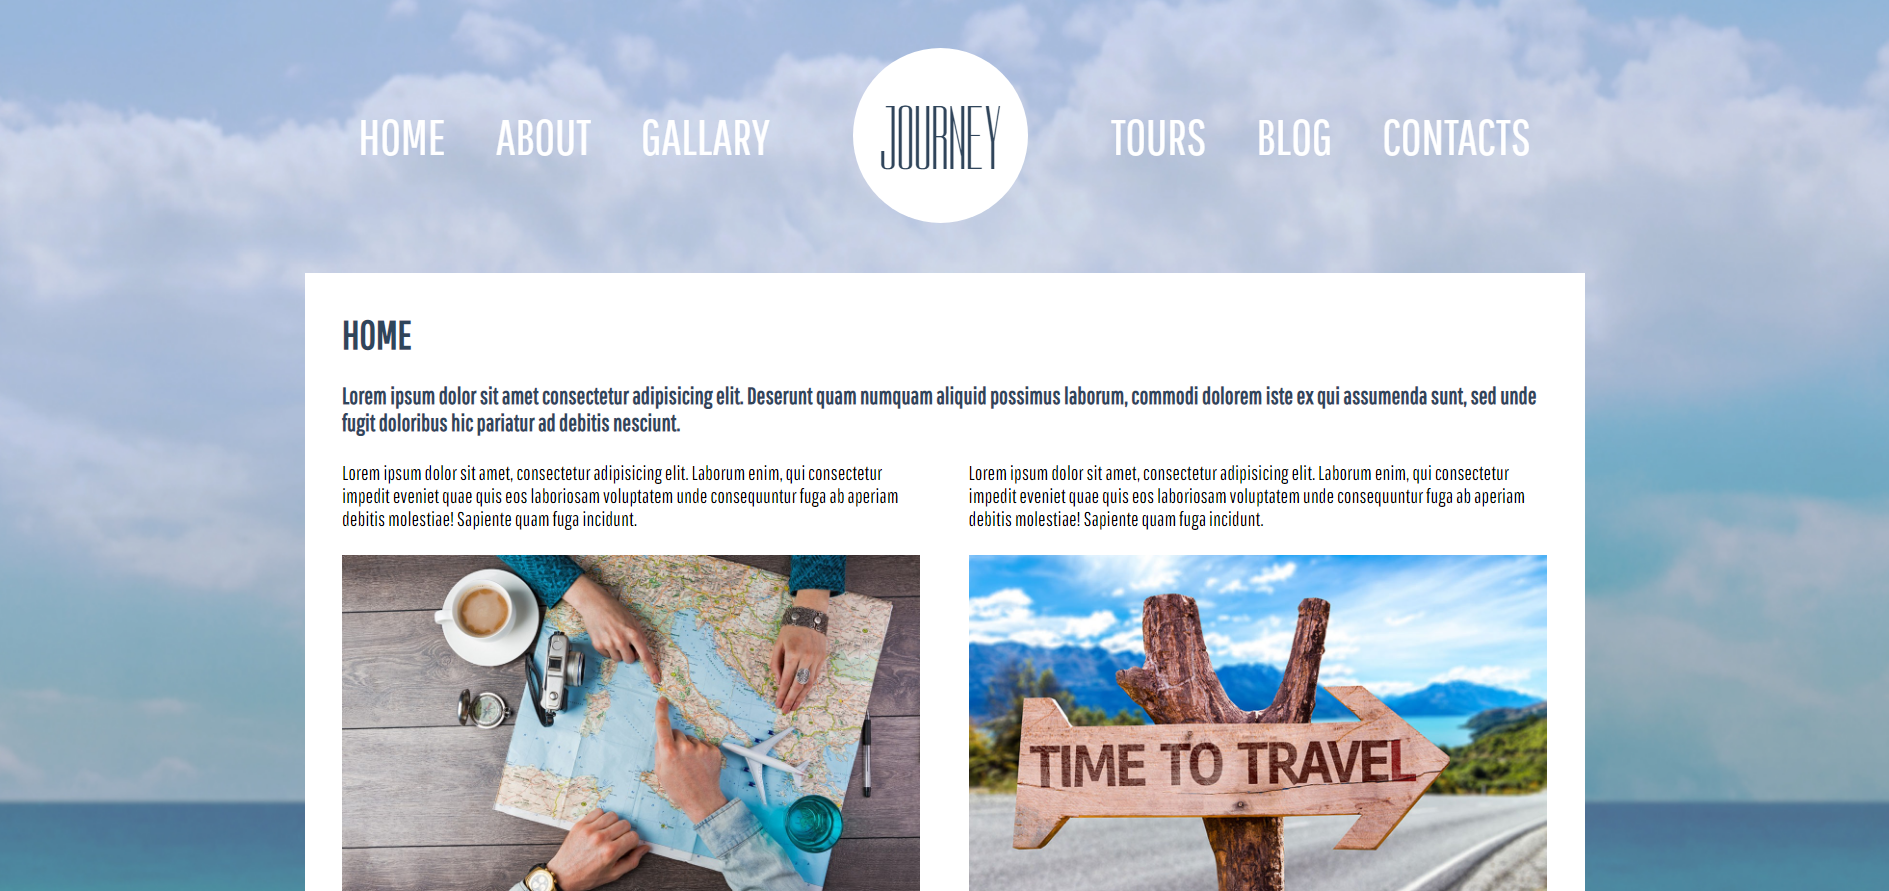 HOME ABOUT GALLARY JOURNEY TOURS BLOG CONTACTS
HOME
Lorem ipsum dolor sit amet consectetur adipisicing elit. Deserunt quam numquam aliquid possimus laborum, commodi dolorem iste ex qui assumenda sunt, sed unde
fugit doloribus hic pariatur ad debitis nesciunt.
Lorem ipsum dolor sit amet, consectetur adipisicing elit. Laborum enim, qui consectetur
impedit eveniet quae quis eos laboriosam voluptatem unde consequuntur fuga ab aperiam
debitis molestiae! Sapiente quam fuga incidunt.
Lorem ipsum dolor sit amet, consectetur adipisicing elit. Laborum enim, qui consectetur
impedit eveniet quae quis eos laboriosam voluptatem unde consequuntur fuga ab aperiam
debitis molestiae! Sapiente quam fuga incidunt.
TIME TO TRAVEL